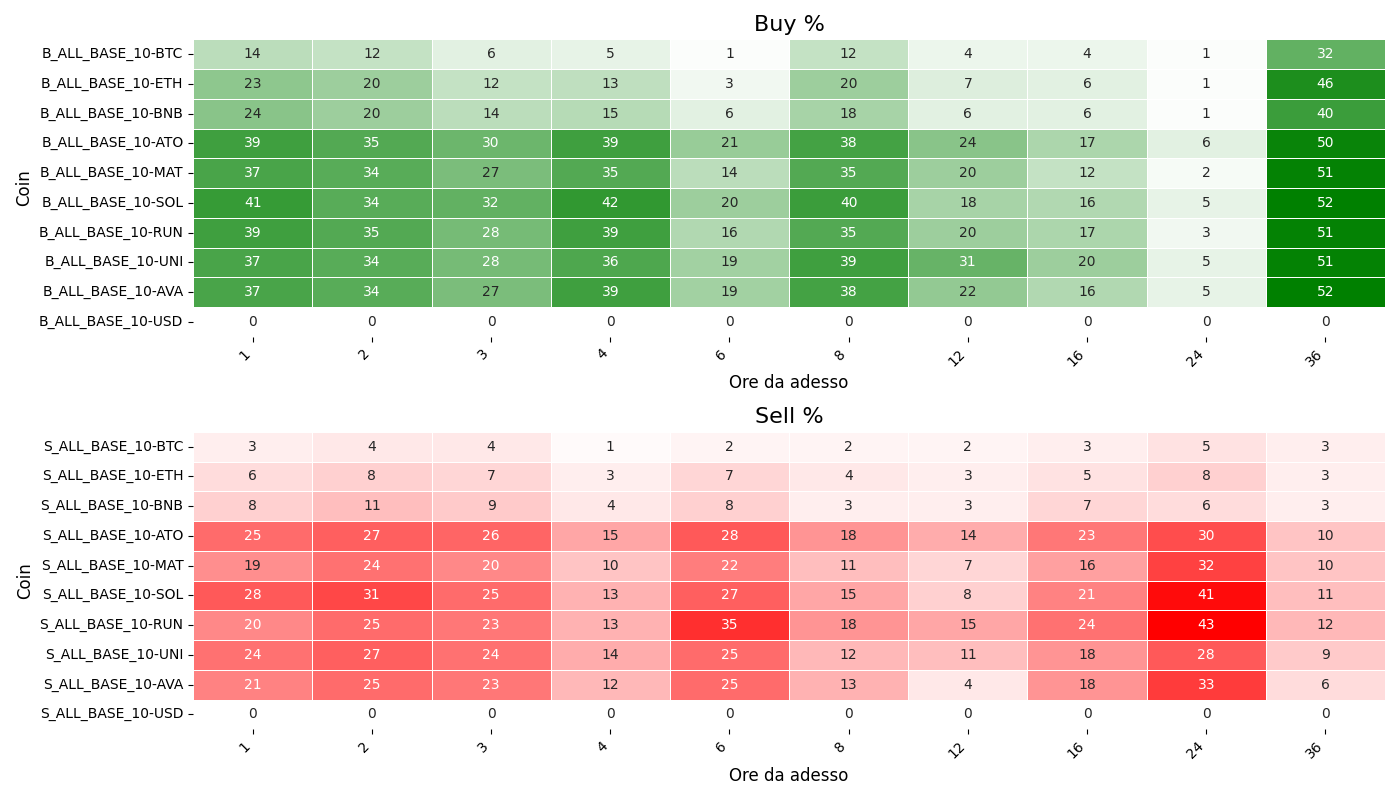 Buy %
Coin
B_ALL_BASE_10-BTC 14 12 6 5 1 12 4 4 1 32
B_ALL_BASE_10-ETH 23 20 12 13 3 20 7 6 1 46
B_ALL_BASE_10-BNB 24 20 14 15 6 18 6 6 1 40
B_ALL_BASE_10-ATO 39 35 30 39 21 38 24 17 6 50
B_ALL_BASE_10-MAT 37 34 27 35 14 35 20 12 2 51
B_ALL_BASE_10-SOL 41 34 32 42 20 40 18 16 5 52
B_ALL_BASE_10-RUN 39 35 28 39 16 35 20 17 3 51
B_ALL_BASE_10-UNI 37 34 28 36 19 39 31 20 5 51
B_ALL_BASE_10-AVA 37 34 27 39 19 38 22 16 5 52
B_ALL_BASE_10-USD 0 0 0 0 0 0 0 0 0 0
1 2 3 4 6 8 12 16 24 36
Ore da adesso
Sell %
Coin
S_ALL_BASE_10-BTC 3 4 4 1 2 2 2 3 5 3
S_ALL_BASE_10-ETH 6 8 7 3 7 4 3 5 8 3
S_ALL_BASE_10-BNB 8 11 9 4 8 3 3 7 6 3
S_ALL_BASE_10-ATO 25 27 26 15 28 18 14 23 30 10
S_ALL_BASE_10-MAT 19 24 20 10 22 11 7 16 32 10
S_ALL_BASE_10-SOL 28 31 25 13 27 15 8 21 41 11
S_ALL_BASE_10-RUN 20 25 23 13 35 18 15 24 43 12
S_ALL_BASE_10-UNI 24 27 24 14 25 12 11 18 28 9
S_ALL_BASE_10-AVA 21 25 23 12 25 13 4 18 33 6
S_ALL_BASE_10-USD 0 0 0 0 0 0 0 0 0 0
1 2 3 4 6 8 12 16 24 36
Ore da adesso